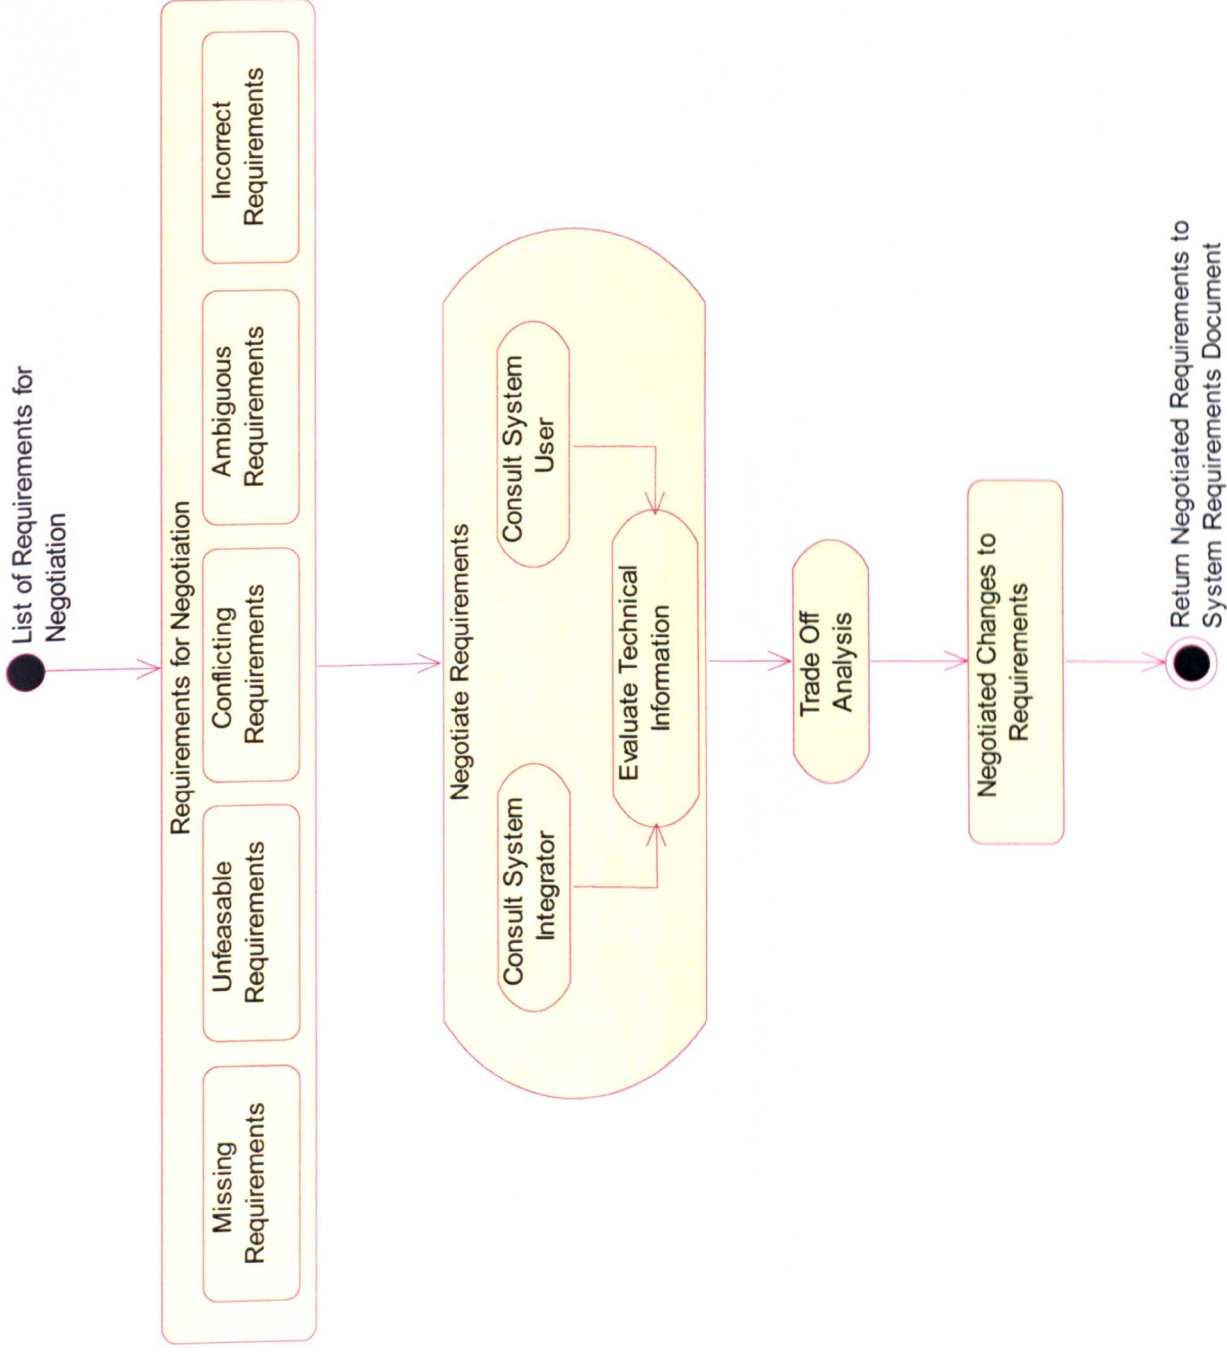 List of Requirements for
Negotiation
Requirements for Negotiation
Missing
Requirements
Unfeasable
Requirements
Conflicting
Requirements
Ambiguous
Requirements
Incorrect
Requirements
Negotiate Requirements
Consult System
Integrator
Consult System
User
Evaluate Technical
Information
Trade Off
Analysis
Negotiated Changes to
Requirements
Return Negotiated Requirements to
System Requirements Document